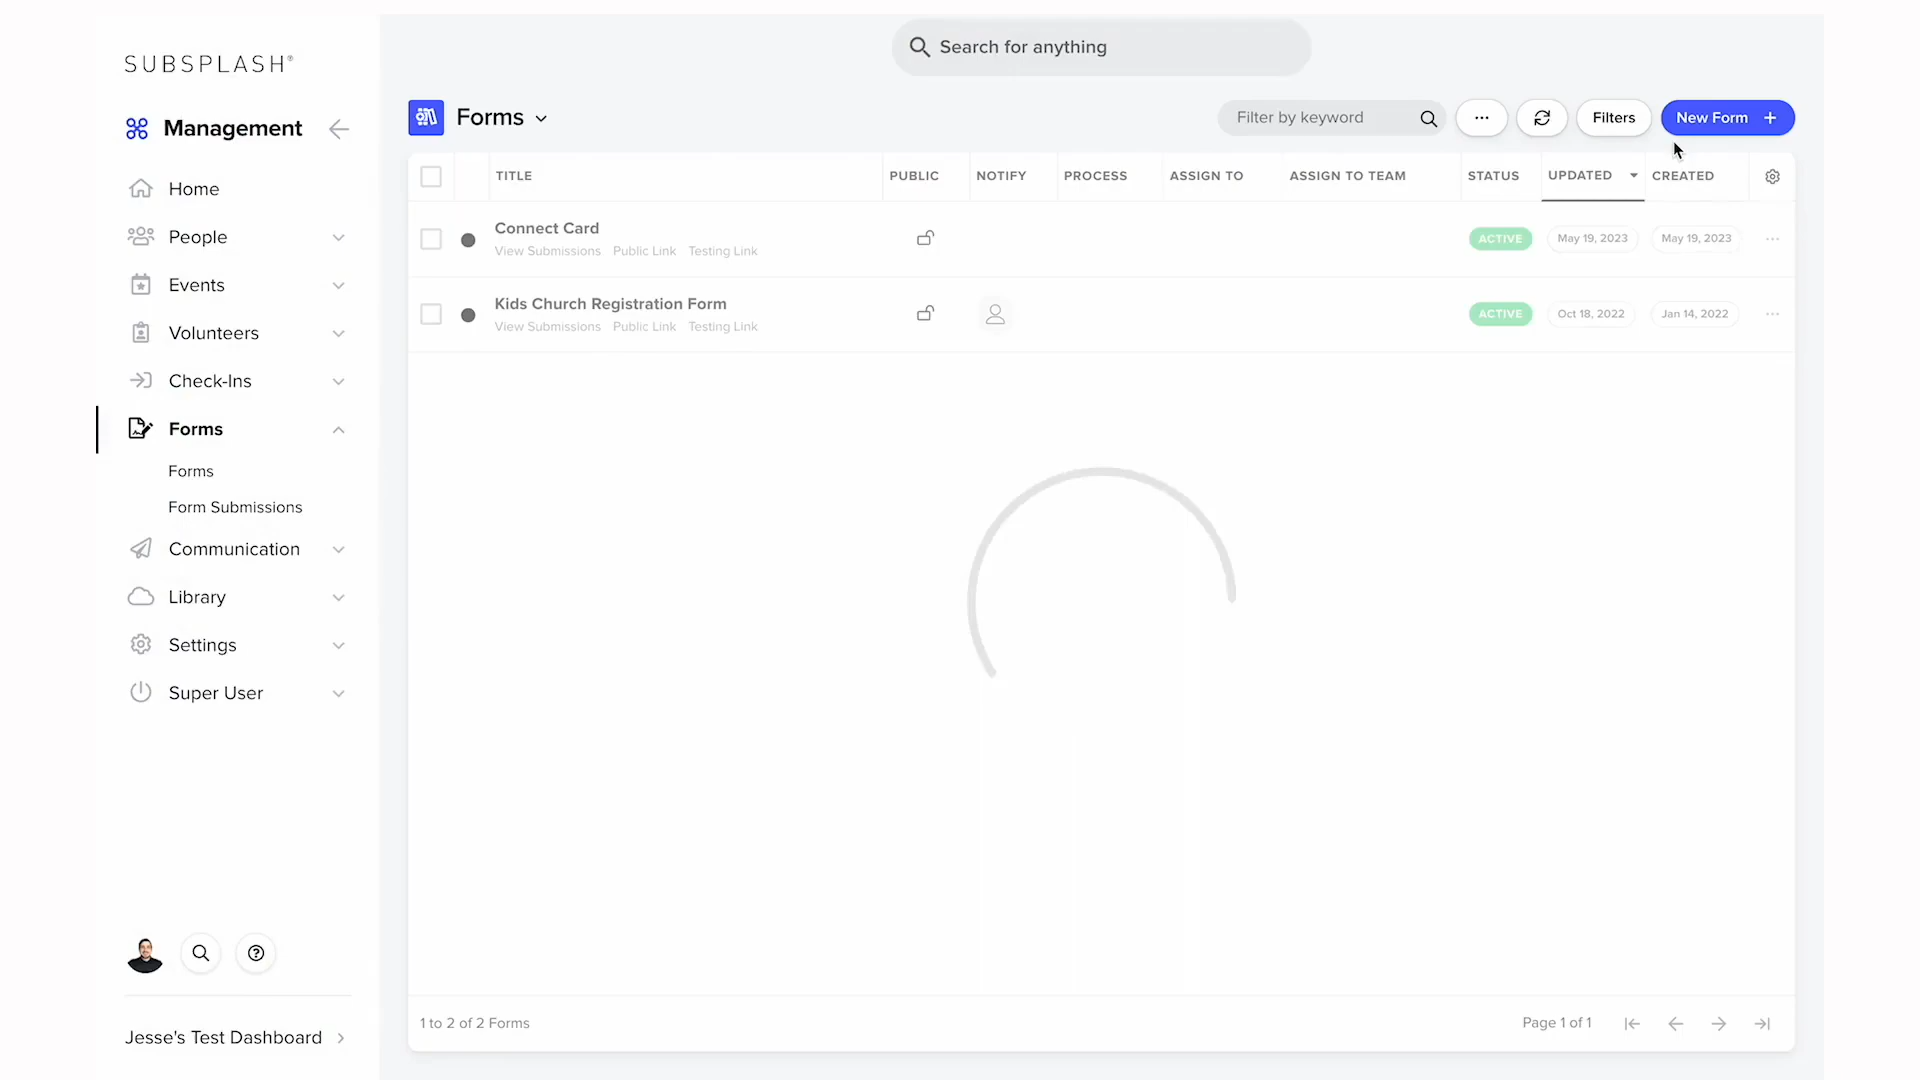 SUBSPLASH®
Search for anything
Management
Forms
Filter by keyword
...
Filters
New Form +
Home
People
Events
Volunteers
Check-Ins
Forms
Forms
Form Submissions
Communication
Library
Settings
Super User
TITLE PUBLIC NOTIFY PROCESS ASSIGN TO ASSIGN TO TEAM STATUS UPDATED CREATED
Connect Card
View Submissions Public Link Testing Link
ACTIVE May 19, 2023 May 19, 2023 ...
Kids Church Registration Form
View Submissions Public Link Testing Link
ACTIVE Oct 18, 2022 Jan 14, 2022 ...
1 to 2 of 2 Forms
Page 1 of 1
Jesse's Test Dashboard